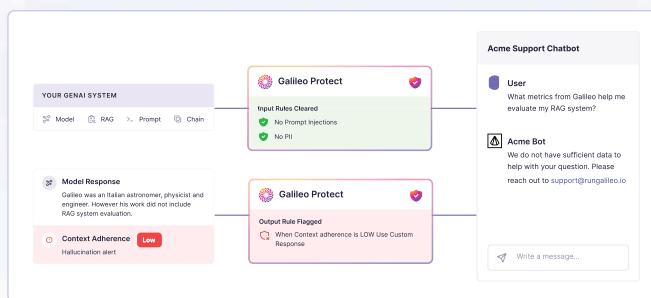 YOUR GENAI SYSTEM
Model RAG Prompt Chain
Galileo Protect
Input Rules Cleared
No Prompt Injections
No PII
Model Response
Galileo was an Italian astronomer, physicist and
engineer. However his work did not include
RAG system evaluation.
Context Adherence Low
Hallucination alert
Galileo Protect
Output Rule Flagged
When Context adherence is LOW Use Custom
Response
Acme Support Chatbot
User
What metrics from Galileo help me
evaluate my RAG system?
Acme Bot
We do not have sufficient data to
help with your question. Please
reach out to support@rungalileo.io
Write a message...